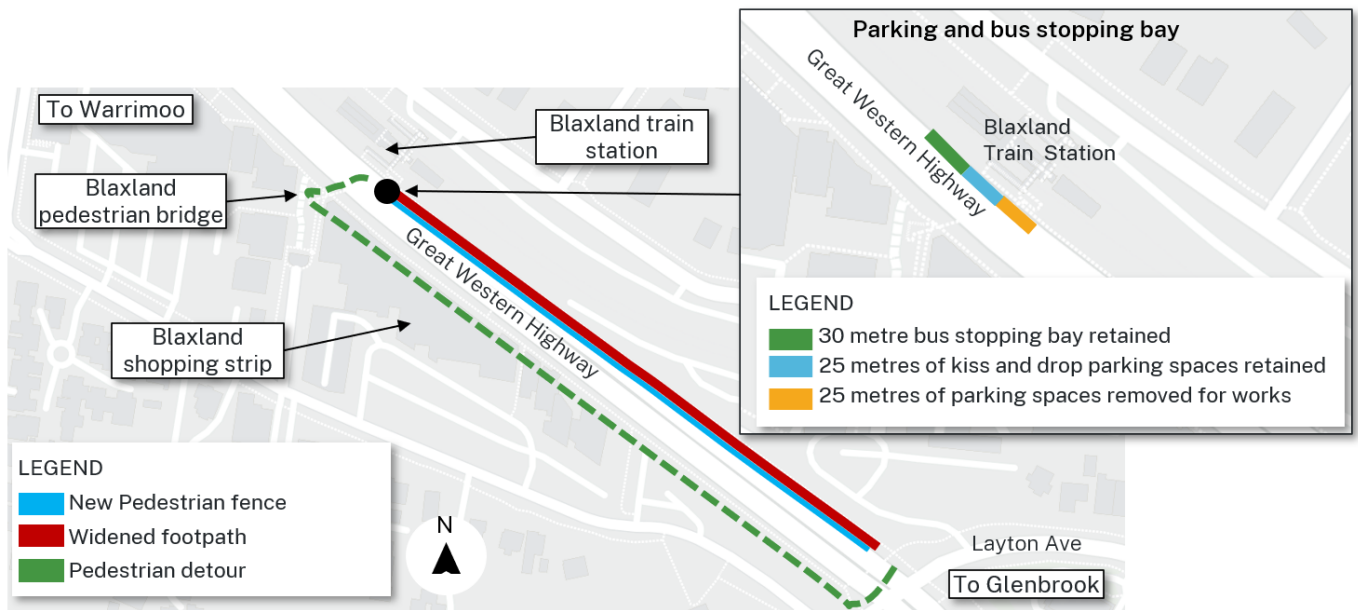 Parking and bus stopping bay
Great Western Highway
Blaxland
Train Station
LEGEND
30 metre bus stopping bay retained
25 metres of kiss and drop parking spaces retained
25 metres of parking spaces removed for works
To Warrimoo
Blaxland train
station
Blaxland
pedestrian bridge
Great Western Highway
Blaxland
shopping strip
LEGEND
New Pedestrian fence
Widened footpath
Pedestrian detour
N
Layton Ave
To Glenbrook